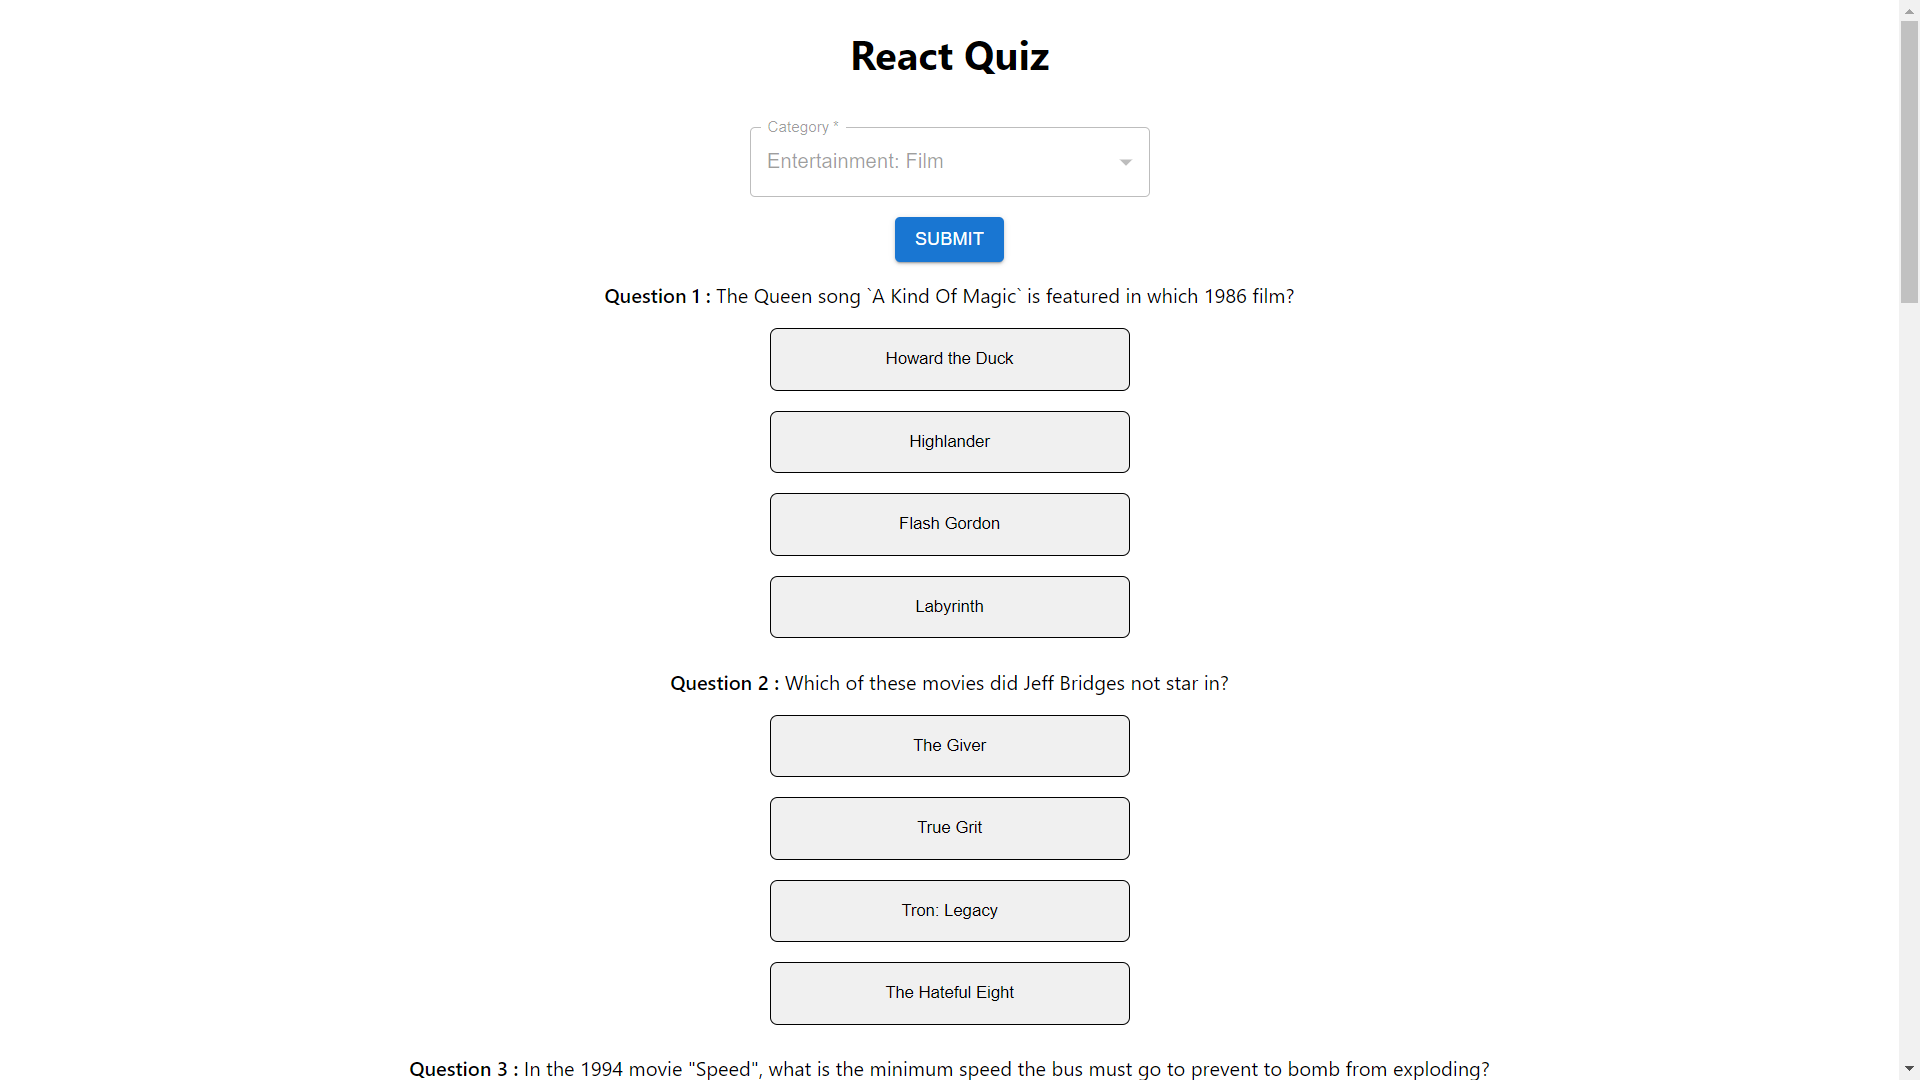 React Quiz
Category *
Entertainment: Film
SUBMIT
Question 1 : The Queen song `A Kind Of Magic` is featured in which 1986 film?
Howard the Duck
Highlander
Flash Gordon
Labyrinth
Question 2 : Which of these movies did Jeff Bridges not star in?
The Giver
True Grit
Tron: Legacy
The Hateful Eight
Question 3 : In the 1994 movie "Speed", what is the minimum speed the bus must go to prevent to bomb from exploding?